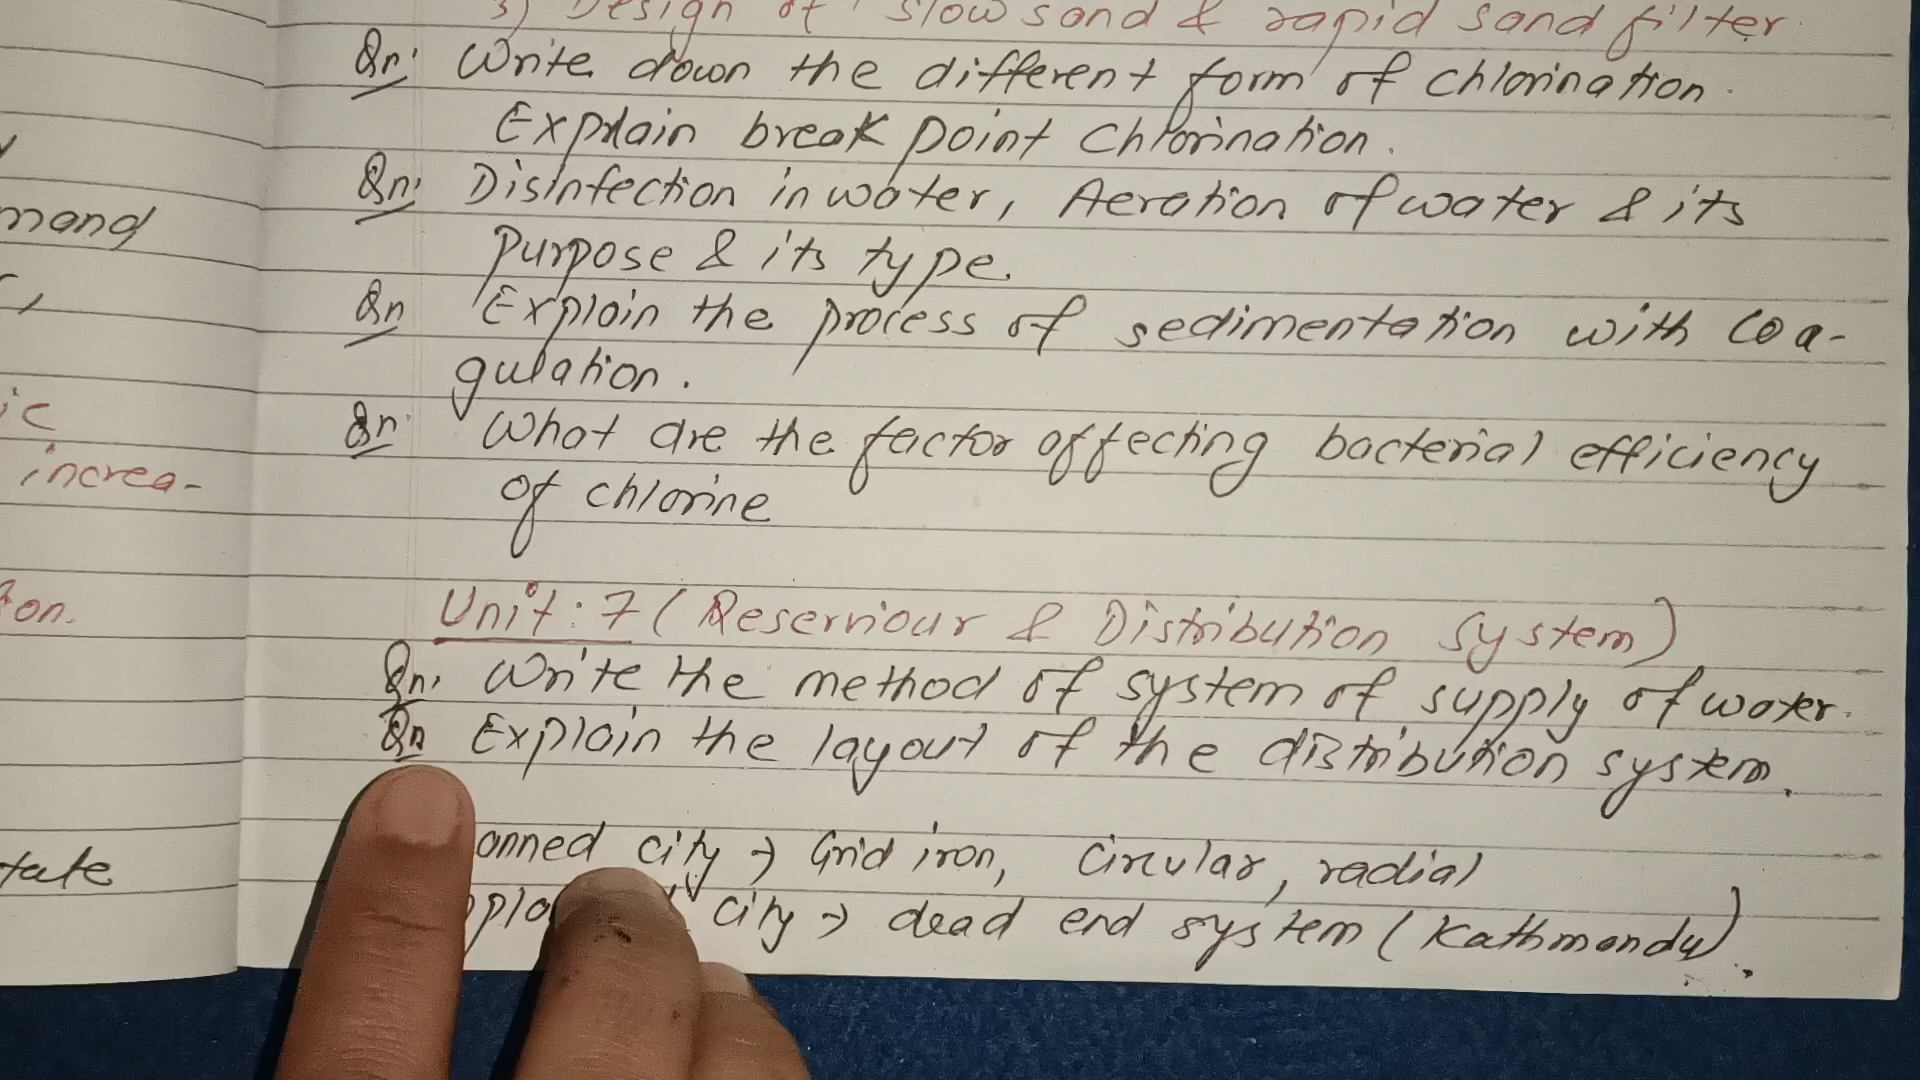 3) Design of slow sand & rapid sand filter.
Qn: Write down the different form of chlorination.
Explain break point Chlorination.
mand
Qn: Disinfection in water, Aeration of water & its
purpose & its type.
Qn Explain the process of sedimentation with Coa-
gulation.
ic
Qn: What are the factor affecting bacterial efficiency
increa-
of chlorine
on.
Unit: 7 (Reserviour & Distribution System)
Qn. Write the method of system of supply of water.
Qn Explain the layout of the distribution system.
tate
anned city → Grid iron, Circular, radial
city → dead end system (Kathmandu).